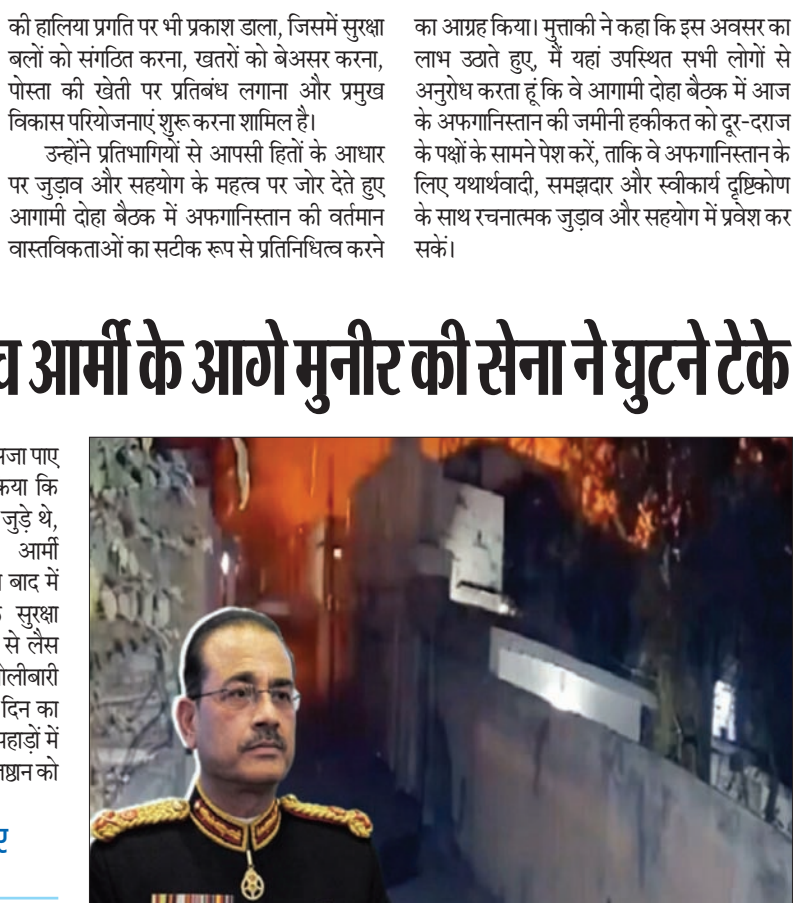 की हालिया प्रगति पर भी प्रकाश डाला, जिसमें सुरक्षा
बलों को संगठित करना, खतरों को बेअसर करना,
पोस्ता की खेती पर प्रतिबंध लगाना और प्रमुख
विकास परियोजनाएं शुरू करना शामिल है।
उन्होंने प्रतिभागियों से आपसी हितों के आधार
पर जुड़ाव और सहयोग के महत्व पर जोर देते हुए
आगामी दोहा बैठक में अफगानिस्तान की वर्तमान
वास्तविकताओं का सटीक रूप से प्रतिनिधित्व करने
का आग्रह किया। मुत्ताकी ने कहा कि इस अवसर का
लाभ उठाते हुए, मैं यहां उपस्थित सभी लोगों से
अनुरोध करता हूं कि वे आगामी दोहा बैठक में आज
के अफगानिस्तान की जमीनी हकीकत को दूर-दराज
के पक्षों के सामने पेश करें, ताकि वे अफगानिस्तान के
लिए यथार्थवादी, समझदार और स्वीकार्य दृष्टिकोण
के साथ रचनात्मक जुड़ाव और सहयोग में प्रवेश कर
सकें।
आर्मी के आगे मुनीर की सेना ने घुटने टेके
पाए
कि
जुड़े थे,
आर्मी
बाद में
सुरक्षा
से लैस
दिन का
में
को